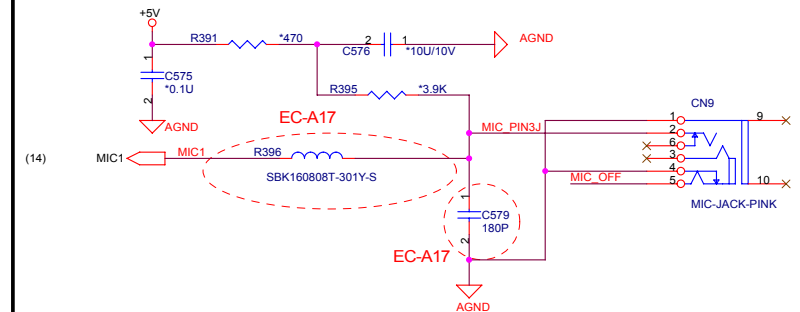 +5V
R391
*470
2
C576
1
*10U/10V
AGND
1
C575
*0.1U
2
AGND
R395
*3.9K
EC-A17
CN9
MIC_PIN3J
1
2
6
3
4
5
9
10
(14)
MIC1
MIC1
R396
SBK160808T-301Y-S
MIC_OFF
MIC-JACK-PINK
1
C579
180P
2
EC-A17
AGND